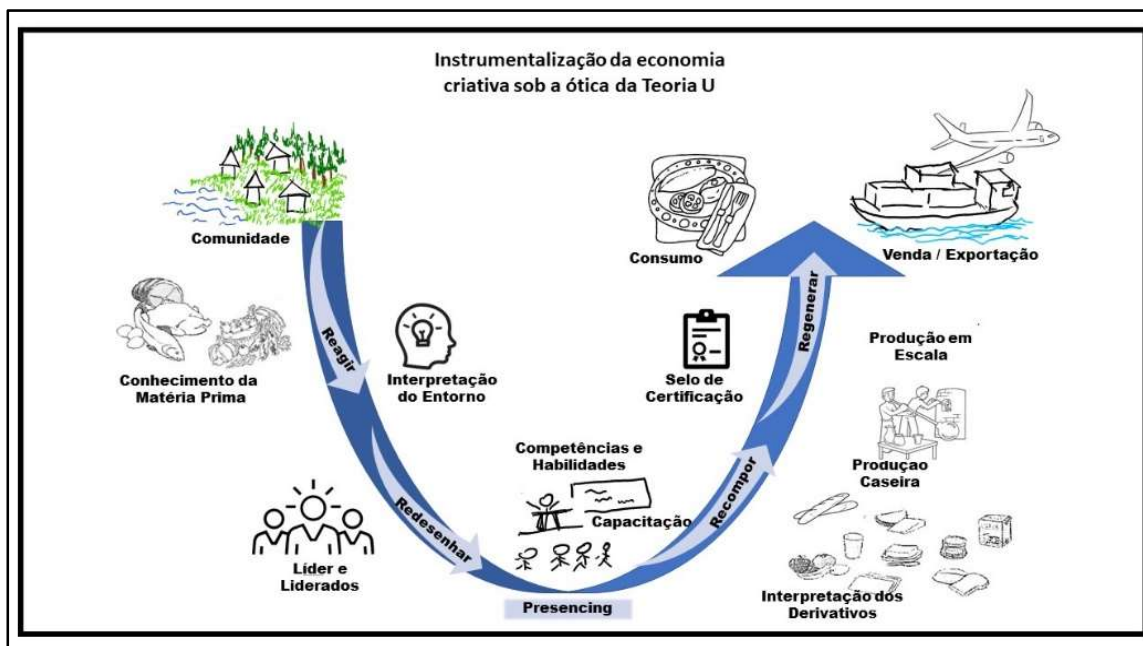 Instrumentalização da economia
criativa sob a ótica da Teoria U
Comunidade
Reagir
Conhecimento da
Matéria Prima
Interpretação
do Entorno
Redesenhar
Líder e
Liderados
Presencing
Competências e
Habilidades
Capacitação
Recompor
Regenerar
Interpretação dos
Derivativos
Produçao
Caseira
Produção em
Escala
Selo de
Certificação
Consumo
Venda / Exportação